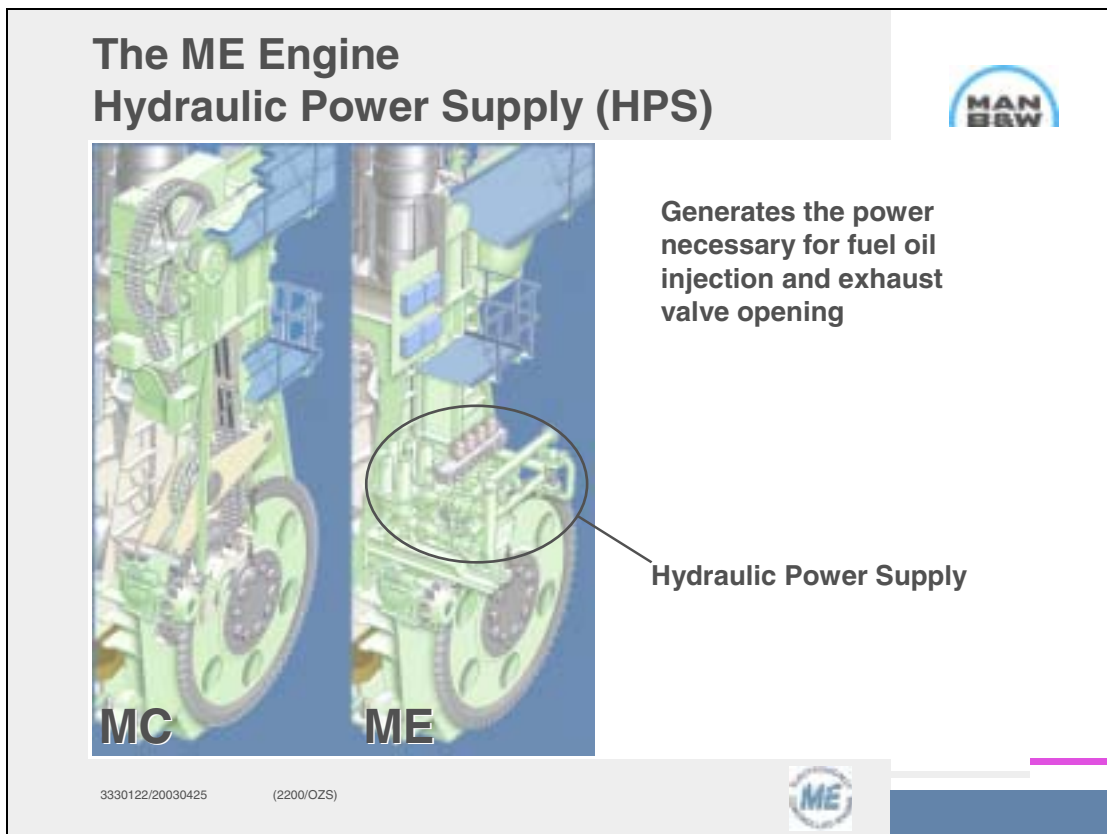 The ME Engine
Hydraulic Power Supply (HPS)
MAN
B&W
Generates the power
necessary for fuel oil
injection and exhaust
valve opening
Hydraulic Power Supply
MC
ME
3330122/20030425 (2200/OZS)
ME